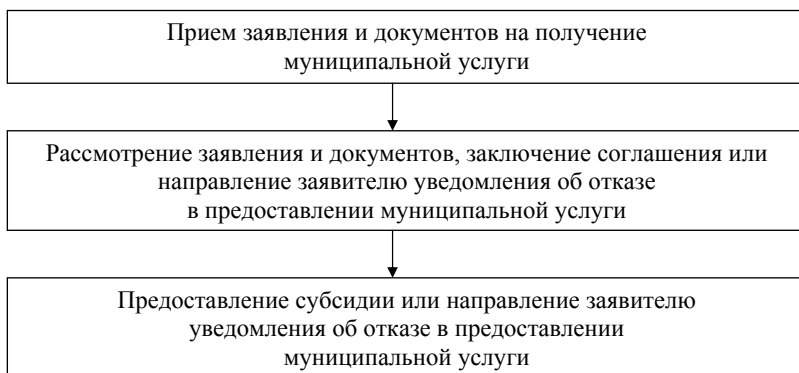 Прием заявления и документов на получение
муниципальной услуги
Рассмотрение заявления и документов, заключение соглашения или
направление заявителю уведомления об отказе
в предоставлении муниципальной услуги
Предоставление субсидии или направление заявителю
уведомления об отказе в предоставлении
муниципальной услуги